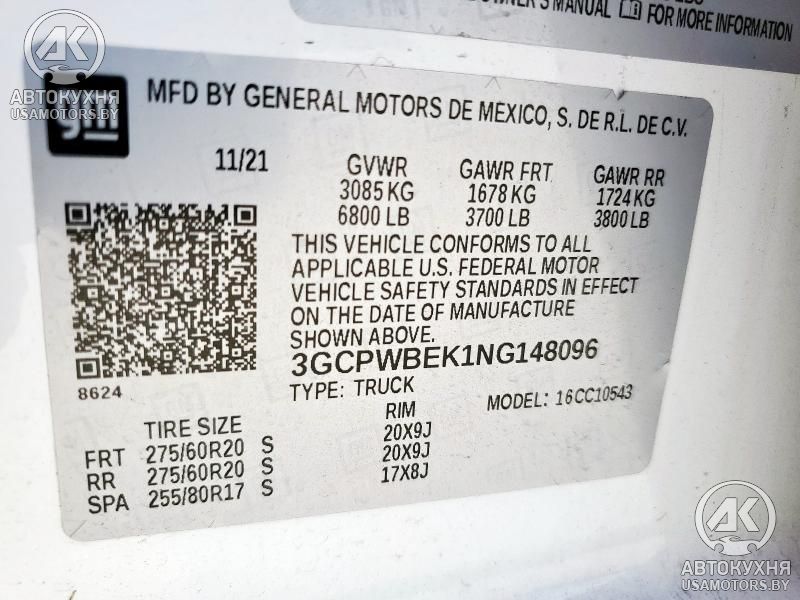 OWNER'S MANUAL
FOR MORE INFORMATION
AK
АВТОКУХНЯ
USAMOTORS.BY
gm
MFD BY GENERAL MOTORS DE MEXICO, S. DE R.L. DE C.V.
11/21 GVWR GAWR FRT GAWR RR
3085 KG 1678 KG 1724 KG
6800 LB 3700 LB 3800 LB
THIS VEHICLE CONFORMS TO ALL
APPLICABLE U.S. FEDERAL MOTOR
VEHICLE SAFETY STANDARDS IN EFFECT
ON THE DATE OF MANUFACTURE
SHOWN ABOVE.
3GCPWBEK1NG148096
8624
TYPE: TRUCK MODEL: 16CC10543
TIRE SIZE RIM
FRT 275/60R20 S 20X9J
RR 275/60R20 S 20X9J
SPA 255/80R17 S 17X8J
AK
АВТОКУХНЯ
USAMOTORS.BY